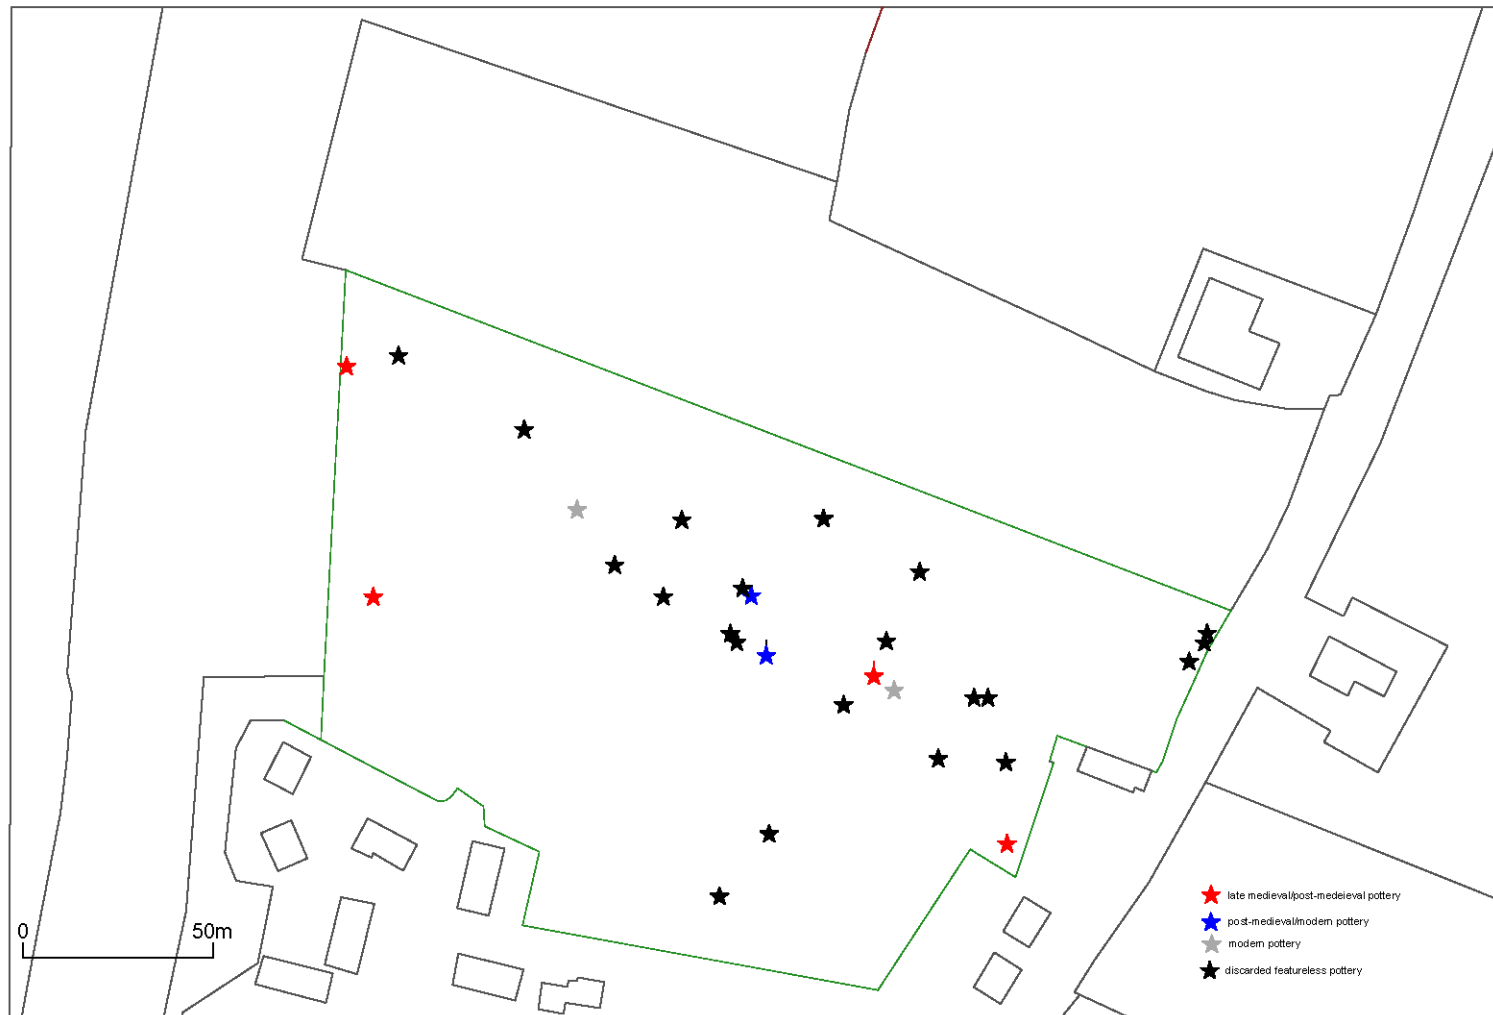 0 50m
late medieval/post-medeieval pottery
post-medieval/modern pottery
modern pottery
discarded featureless pottery